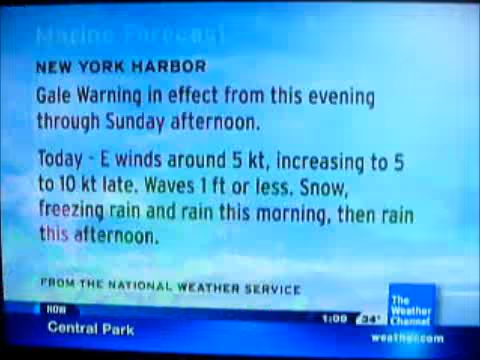 Marine Forecast
NEW YORK HARBOR
Gale Warning in effect from this evening
through Sunday afternoon.
Today - E winds around 5 kt, increasing to 5
to 10 kt late. Waves 1 ft or less. Snow,
freezing rain and rain this morning, then rain
this afternoon.
FROM THE NATIONAL WEATHER SERVICE
NOW
1:09 34°
The
Weather
Channel
Central Park
weather.com